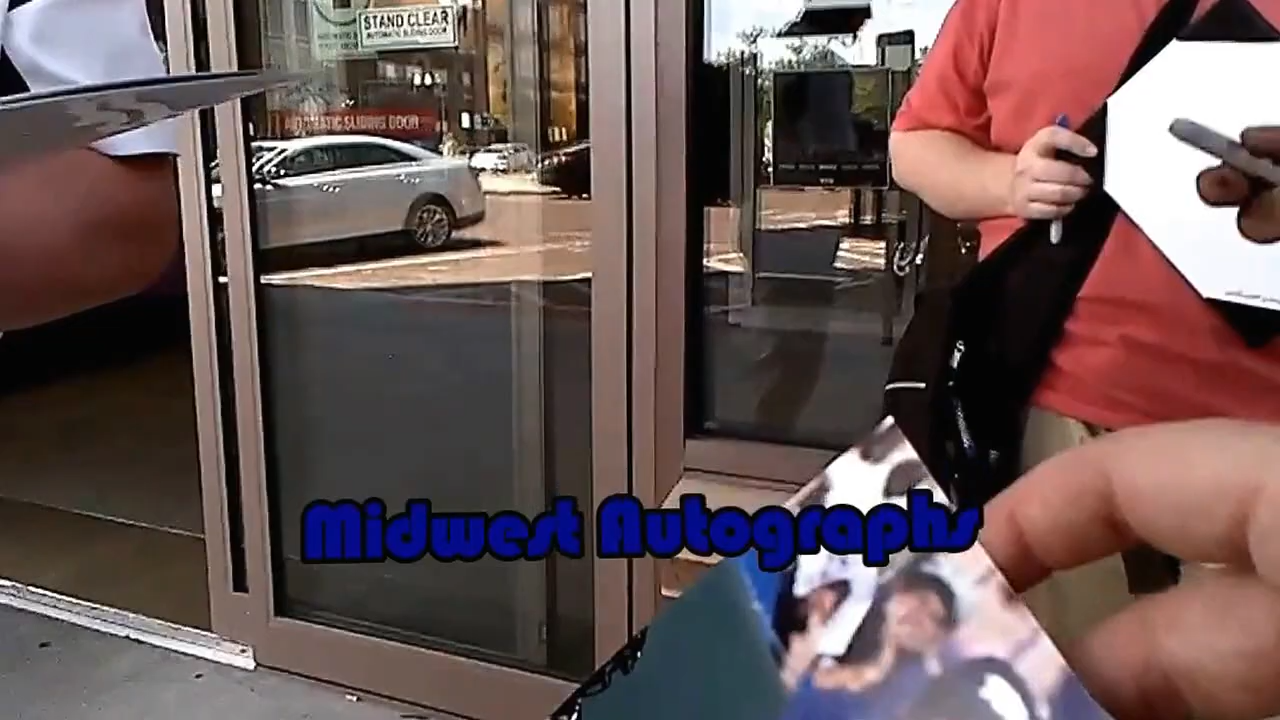 STAND CLEAR
AUTOMATIC SLIDING DOOR
AUTOMATIC SLIDING DOOR
Midwest Autographs